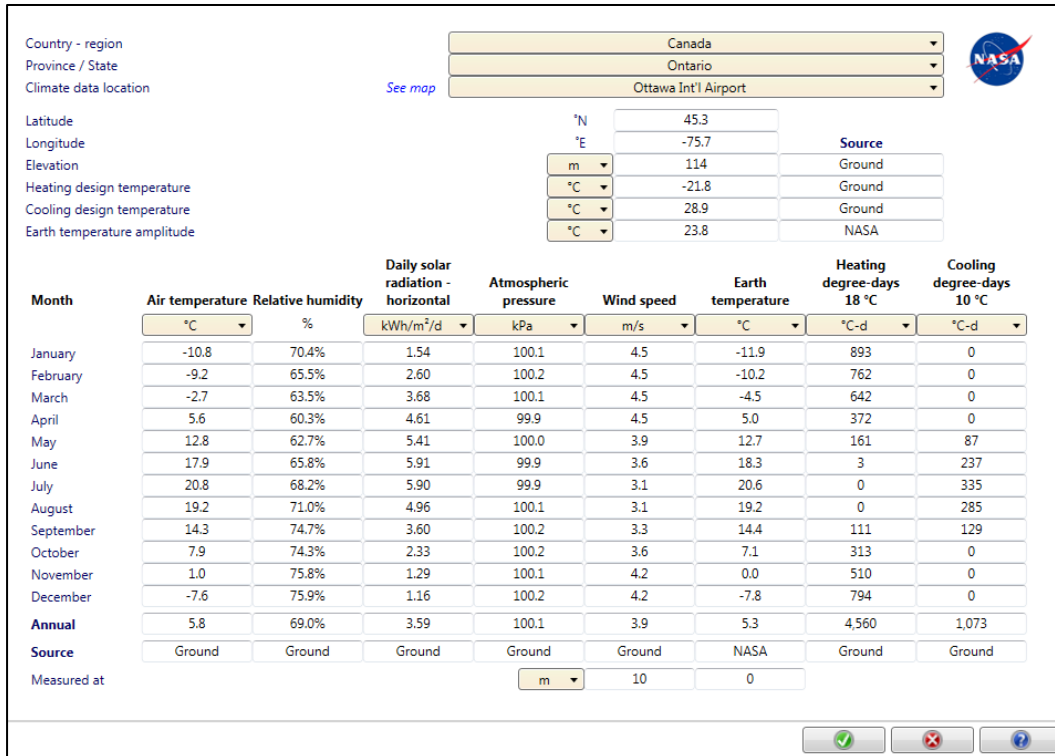 Country - region Canada
NASA
Province / State Ontario
Climate data location See map Ottawa Int'l Airport
Latitude °N 45.3
Longitude °E -75.7 Source
Elevation m 114 Ground
Heating design temperature °C -21.8 Ground
Cooling design temperature °C 28.9 Ground
Earth temperature amplitude °C 23.8 NASA
Month Air temperature Relative humidity Daily solar radiation - horizontal Atmospheric pressure Wind speed Earth temperature Heating degree-days 18 °C Cooling degree-days 10 °C
°C % kWh/m²/d kPa m/s °C °C-d °C-d
January -10.8 70.4% 1.54 100.1 4.5 -11.9 893 0
February -9.2 65.5% 2.60 100.2 4.5 -10.2 762 0
March -2.7 63.5% 3.68 100.1 4.5 -4.5 642 0
April 5.6 60.3% 4.61 99.9 4.5 5.0 372 0
May 12.8 62.7% 5.41 100.0 3.9 12.7 161 87
June 17.9 65.8% 5.91 99.9 3.6 18.3 3 237
July 20.8 68.2% 5.90 99.9 3.1 20.6 0 335
August 19.2 71.0% 4.96 100.1 3.1 19.2 0 285
September 14.3 74.7% 3.60 100.2 3.3 14.4 111 129
October 7.9 74.3% 2.33 100.2 3.6 7.1 313 0
November 1.0 75.8% 1.29 100.1 4.2 0.0 510 0
December -7.6 75.9% 1.16 100.2 4.2 -7.8 794 0
Annual 5.8 69.0% 3.59 100.1 3.9 5.3 4,560 1,073
Source Ground Ground Ground Ground Ground NASA Ground Ground
Measured at m 10 0